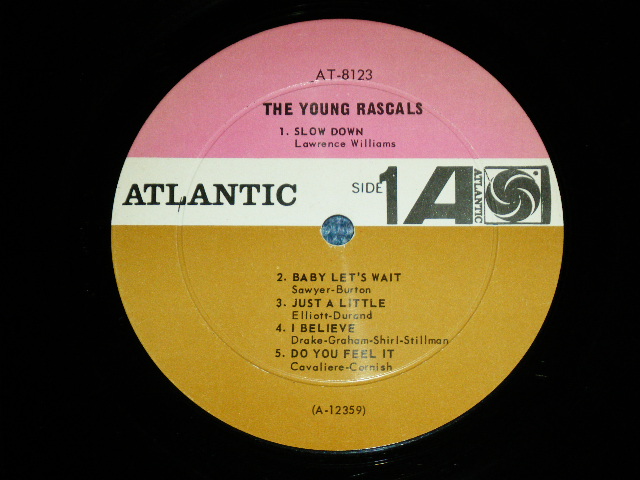 AT-8123
THE YOUNG RASCALS
1. SLOW DOWN
Lawrence Williams
ATLANTIC SIDE 1 A ATLANTIC
2. BABY LET'S WAIT
Sawyer-Burton
3. JUST A LITTLE
Elliott-Durand
4. I BELIEVE
Drake-Graham-Shirl-Stillman
5. DO YOU FEEL IT
Cavaliere-Cornish
(A-12359)